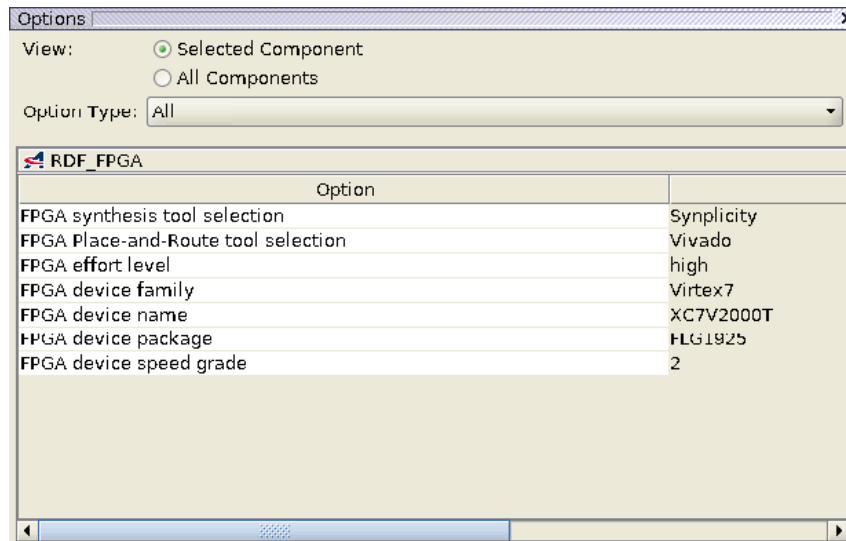 Options
View: Selected Component
All Components
Option Type: All
RDF_FPGA
Option
FPGA synthesis tool selection Synplicity
FPGA Place-and-Route tool selection Vivado
FPGA effort level high
FPGA device family Virtex7
FPGA device name XC7V2000T
FPGA device package FLG1925
FPGA device speed grade 2